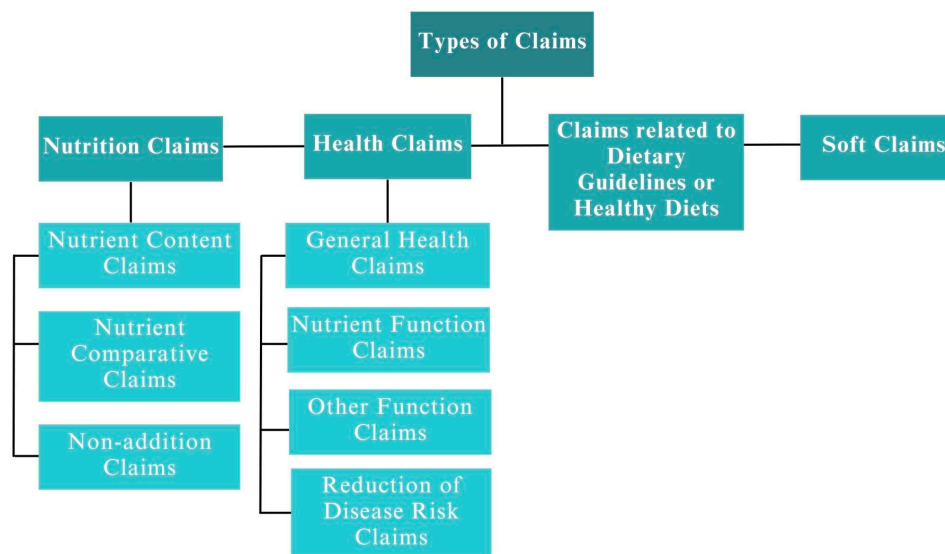 Types of Claims
Nutrition Claims
Health Claims
Claims related to
Dietary
Guidelines or
Healthy Diets
Soft Claims
Nutrient Content
Claims
Nutrient
Comparative
Claims
Non-addition
Claims
General Health
Claims
Nutrient Function
Claims
Other Function
Claims
Reduction of
Disease Risk
Claims